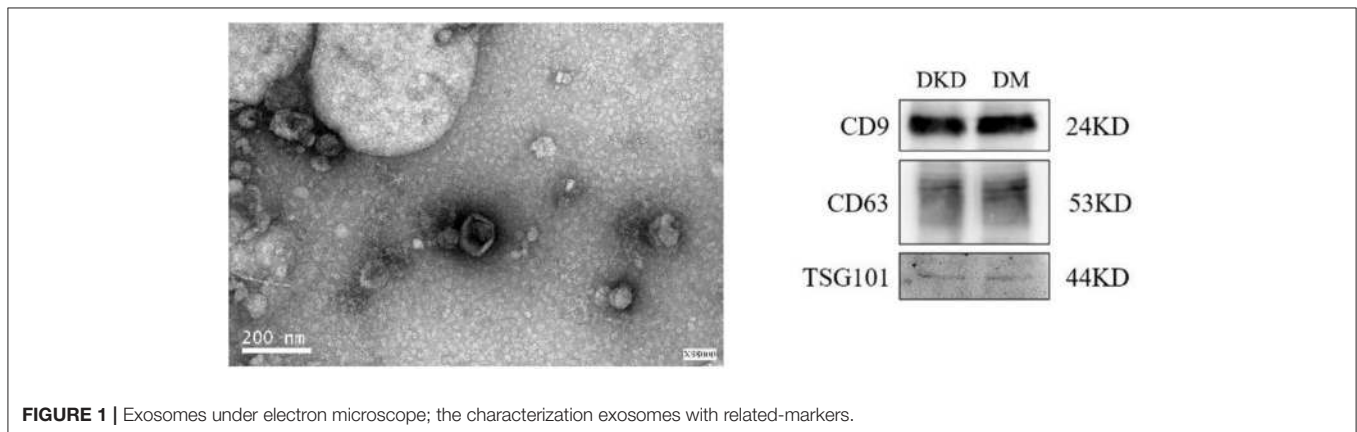 200 nm
DKD DM
CD9 24KD
CD63 53KD
TSG101 44KD
FIGURE 1 | Exosomes under electron microscope; the characterization exosomes with related-markers.